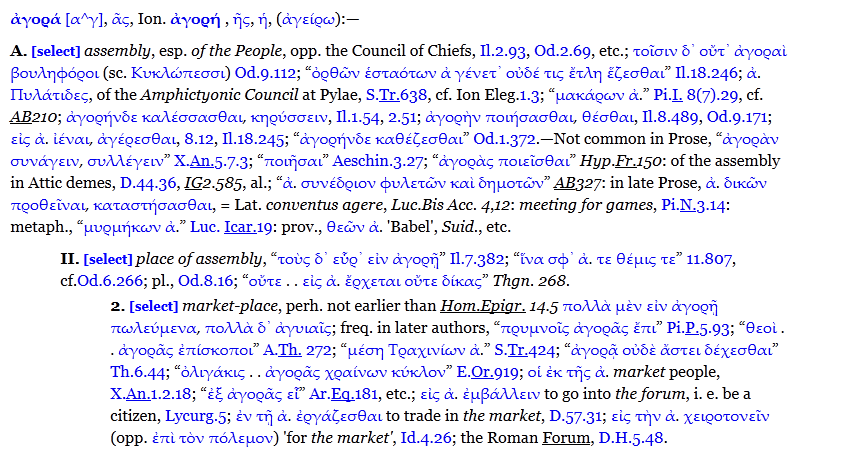 ἀγορά [α^γ], ᾶς, Ion. ἀγορή , ῆς, ἡ, (ἀγείρω):—
A. [select] assembly, esp. of the People, opp. the Council of Chiefs, Il.2.93, Od.2.69, etc.; τοῖσιν δ᾽ οὔτ᾽ ἀγοραὶ
βουληφόροι (sc. Κυκλώπεσσι) Od.9.112; “ὀρθῶν ἑσταότων ἀ γένετ᾽ οὐδέ τις ἔτλη ἕζεσθαι” Il.18.246; ἀ.
Πυλάτιδες, of the Amphictyonic Council at Pylae, S.Tr.638, cf. Ion Eleg.1.3; “μακάρων ἀ.” Pi.I. 8(7).29, cf.
AB210; ἀγορήνδε καλέσσασθαι, κηρύσσειν, Il.1.54, 2.51; ἀγορὴν ποιήσασθαι, θέσθαι, Il.8.489, Od.9.171;
εἰς ἀ. ἰέναι, ἀγέρεσθαι, 8.12, Il.18.245; “ἀγορήνδε καθέζεσθαι” Od.1.372.—Not common in Prose, “ἀγορὰν
συνάγειν, συλλέγειν” X.An.5.7.3; “ποιῆσαι” Aeschin.3.27; “ἀγορὰς ποιεῖσθαι” Hyp.Fr.150: of the assembly
in Attic demes, D.44.36, IG2.585, al.; “ἀ. συνέδριον φυλετῶν καὶ δημοτῶν” AB327: in late Prose, ἀ. δικῶν
προθεῖναι, καταστήσασθαι, = Lat. conventus agere, Luc.Bis Acc. 4,12: meeting for games, Pi.N.3.14:
metaph., “μυρμήκων ἀ.” Luc. Icar.19: prov., θεῶν ἀ. 'Babel', Suid., etc.
II. [select] place of assembly, “τοὺς δ᾽ εὗρ᾽ εἰν ἀγορῇ” Il.7.382; “ἵνα σφ᾽ ἀ. τε θέμις τε” 11.807,
cf.Od.6.266; pl., Od.8.16; “οὔτε . . εἰς ἀ. ἔρχεται οὔτε δίκας” Thgn. 268.
2. [select] market-place, perh. not earlier than Hom.Epigr. 14.5 πολλὰ μὲν εἰν ἀγορῇ
πωλεύμενα, πολλὰ δ᾽ ἀγυιαῖς; freq. in later authors, “πρυμνοῖς ἀγορᾶς ἔπι” Pi.P.5.93; “θεοὶ .
. ἀγορᾶς ἐπίσκοποι” A.Th. 272; “μέση Τραχινίων ἀ.” S.Tr.424; “ἀγορᾷ οὐδὲ ἄστει δέχεσθαι”
Th.6.44; “ὀλιγάκις . . ἀγορᾶς χραίνων κύκλον” E.Or.919; οἱ ἐκ τῆς ἀ. market people,
X.An.1.2.18; “ἐξ ἀγορᾶς εἶ” Ar.Eq.181, etc.; εἰς ἀ. ἐμβάλλειν to go into the forum, i. e. be a
citizen, Lycurg.5; ἐν τῇ ἀ. ἐργάζεσθαι to trade in the market, D.57.31; εἰς τὴν ἀ. χειροτονεῖν
(opp. ἐπὶ τὸν πόλεμον) 'for the market', Id.4.26; the Roman Forum, D.H.5.48.